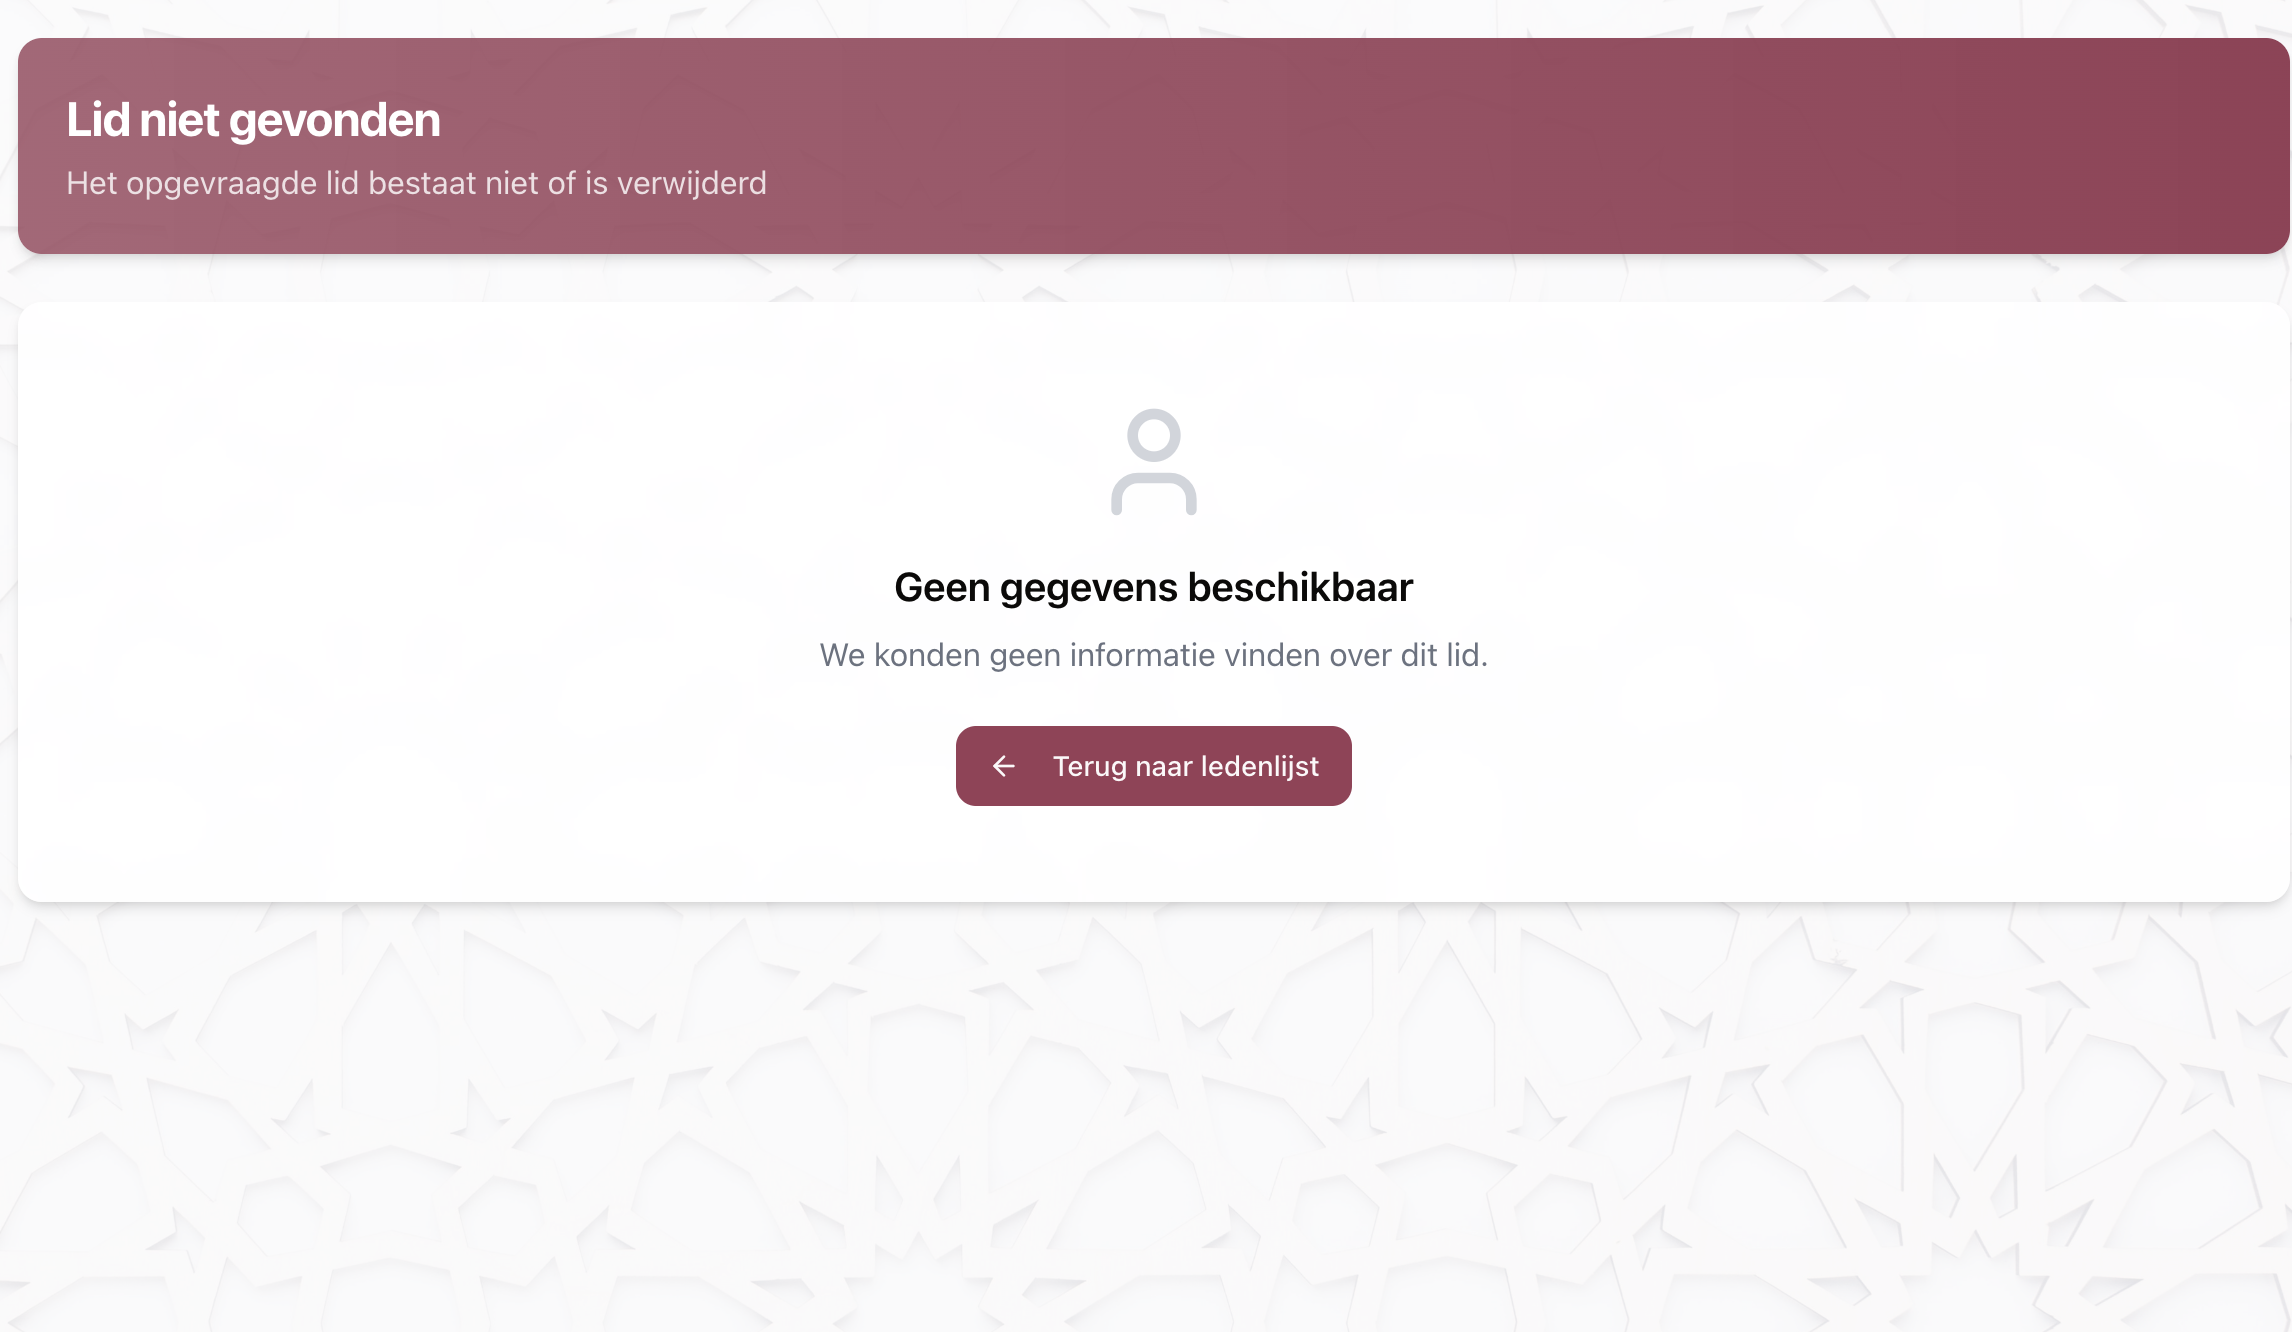 Lid niet gevonden
Het opgevraagde lid bestaat niet of is verwijderd
Geen gegevens beschikbaar
We konden geen informatie vinden over dit lid.
Terug naar ledenlijst